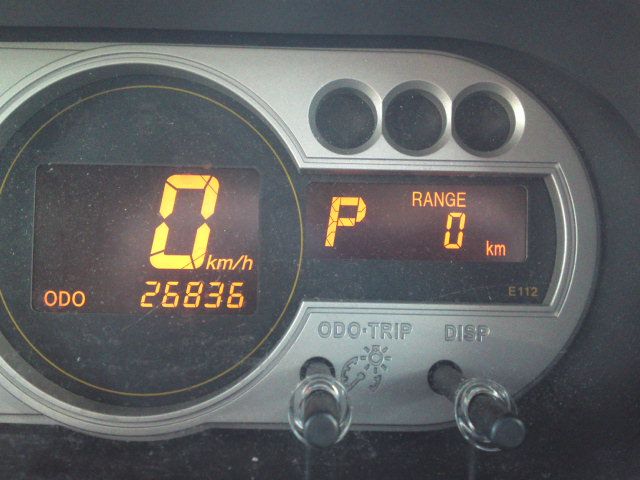 0 km/h
ODO 26836
P
RANGE
0 km
E112
ODO·TRIP
DISP